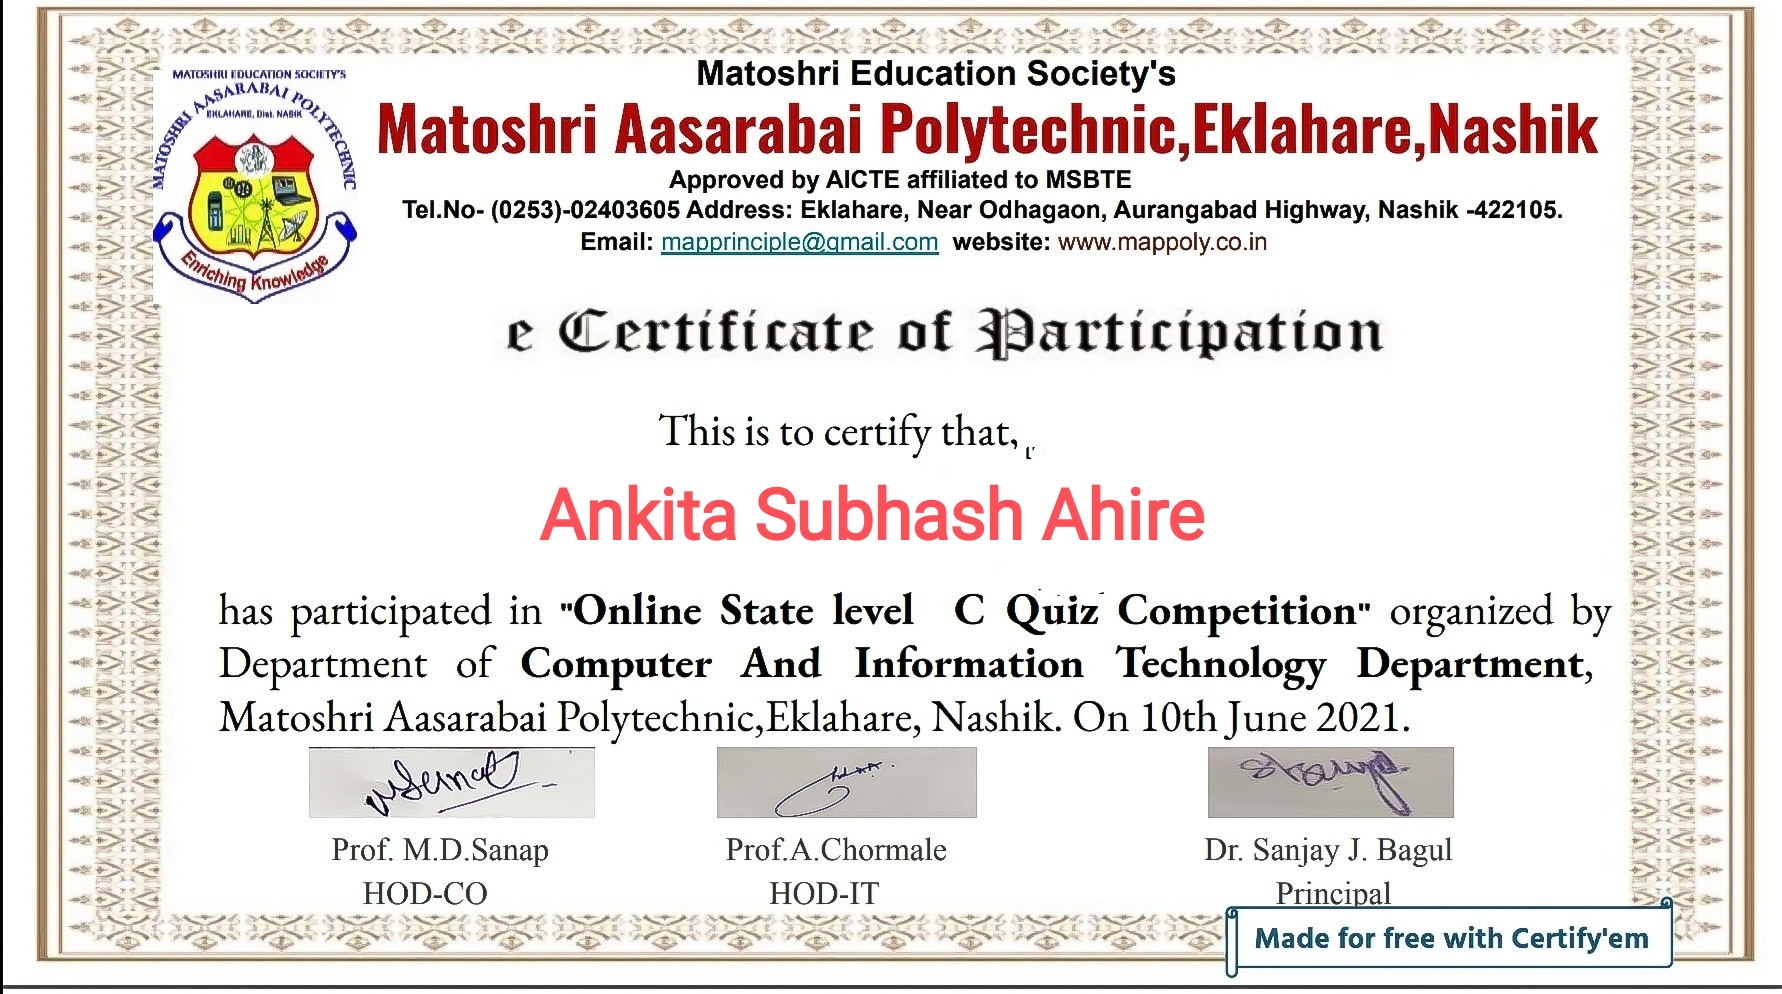 MATOSHRI EDUCATION SOCIETY'S
MATOSHRI AASARABAI POLYTECHNIC
EKLAHARE, Dist. NASIK
Enriching Knowledge
Matoshri Education Society's
Matoshri Aasarabai Polytechnic,Eklahare,Nashik
Approved by AICTE affiliated to MSBTE
Tel.No- (0253)-02403605 Address: Eklahare, Near Odhagaon, Aurangabad Highway, Nashik -422105.
Email: mapprinciple@gmail.com website: www.mappoly.co.in
e Certificate of Participation
This is to certify that,
Ankita Subhash Ahire
has participated in "Online State level C Quiz Competition" organized by
Department of Computer And Information Technology Department,
Matoshri Aasarabai Polytechnic,Eklahare, Nashik. On 10th June 2021.
Prof. M.D.Sanap
HOD-CO
Prof.A.Chormale
HOD-IT
Dr. Sanjay J. Bagul
Principal
Made for free with Certify'em